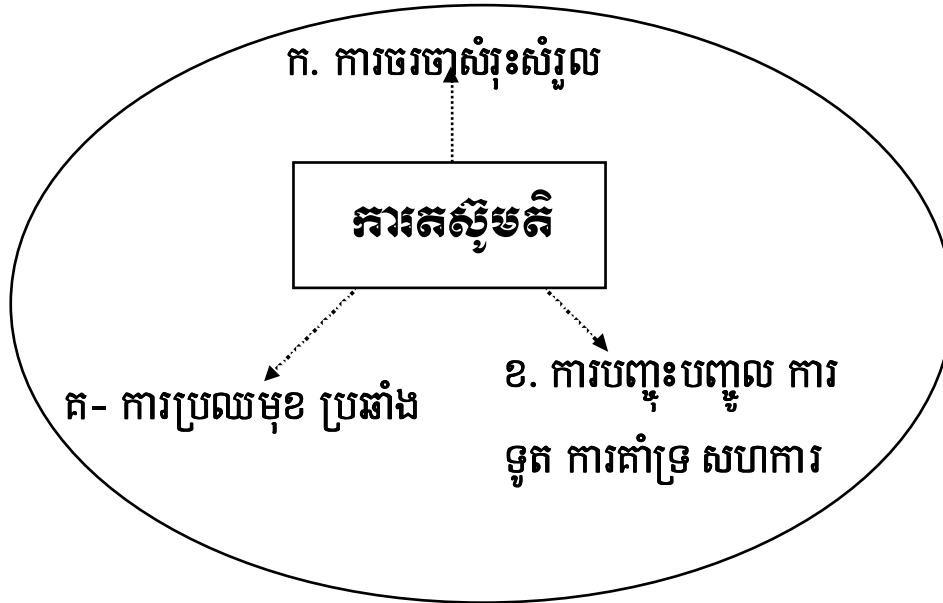 ក. ការចរចាសំរុះសំរួល
ការតស៊ូមតិ
ខ. ការបញ្ចុះបញ្ចូល ការ
ទូត ការគាំទ្រ សហការ
គ- ការប្រឈមមុខ ប្រឆាំង